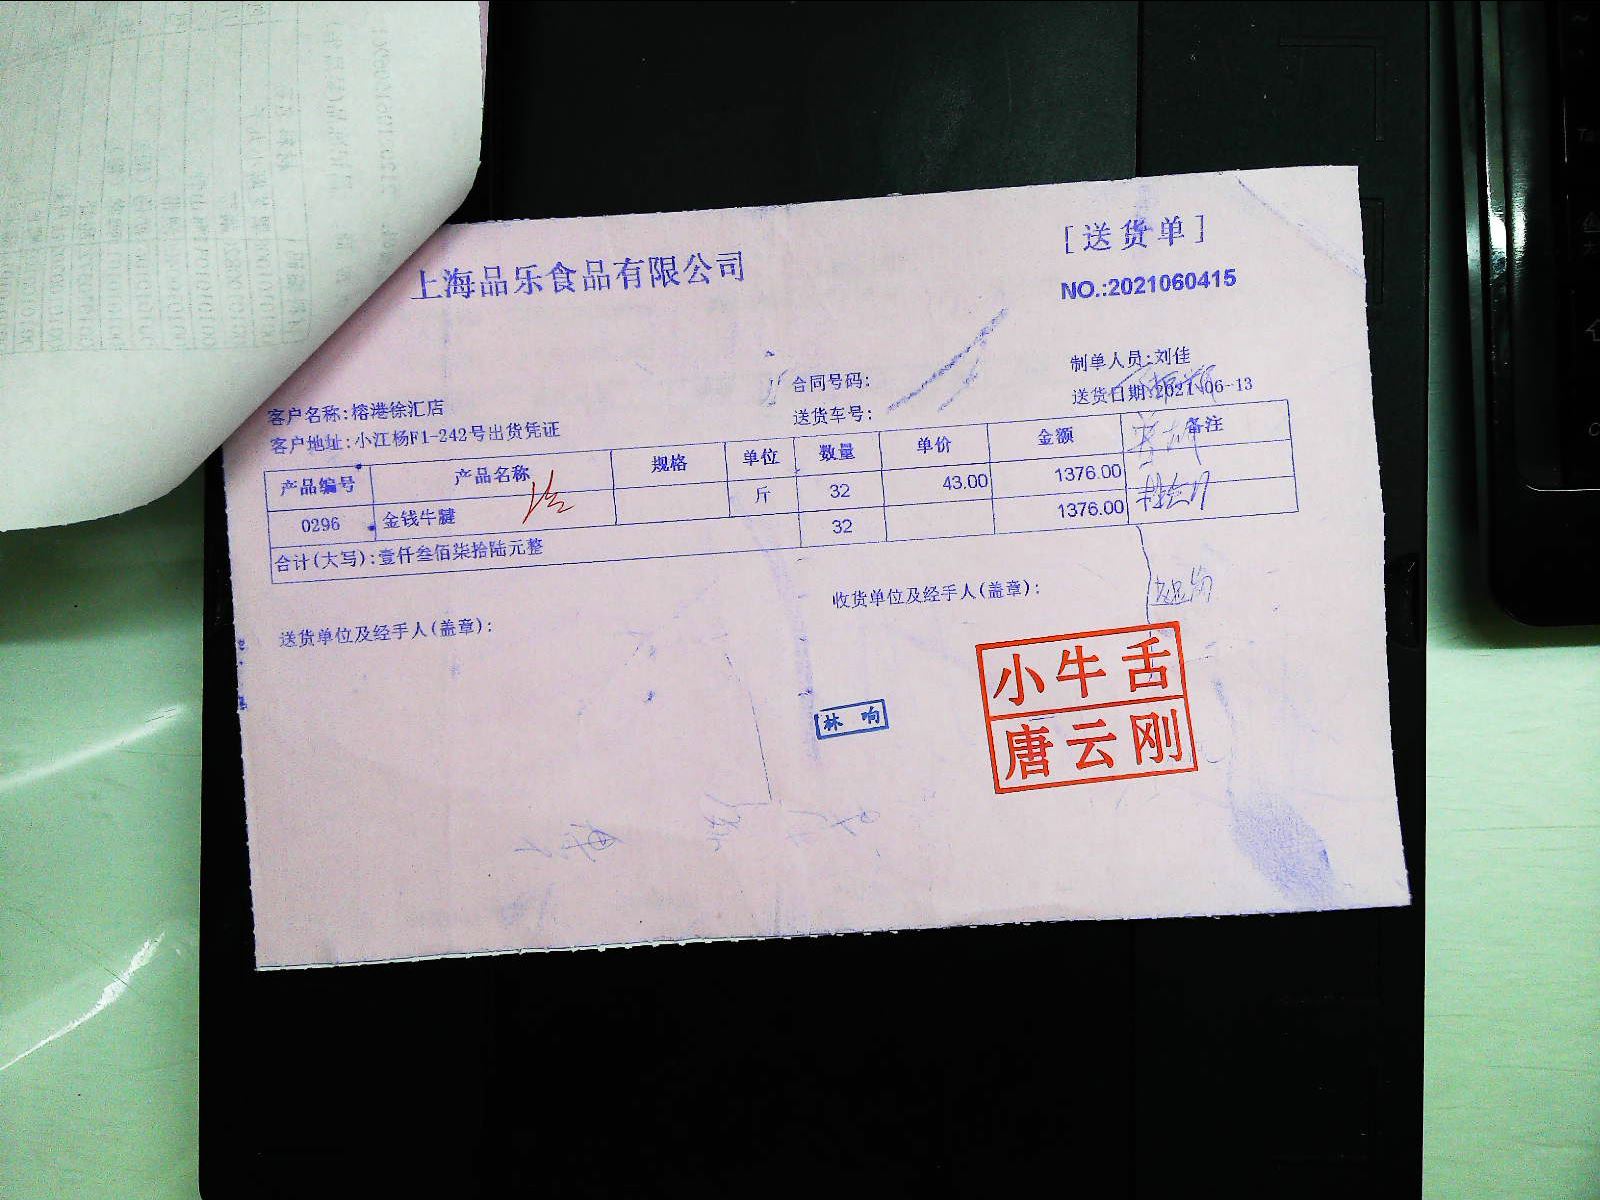 上海品乐食品有限公司
[送货单]
NO.:2021060415
合同号码:
制单人员:刘佳
客户名称:榕港徐汇店
送货车号:
送货日期:2021-06-13
客户地址:小江杨F1-242号出货凭证
产品编号 产品名称 规格 单位 数量 单价 金额 备注
0296 金钱牛腱 斤 32 43.00 1376.00
合计(大写):壹仟叁佰柒拾陆元整 32 1376.00
送货单位及经手人(盖章):
收货单位及经手人(盖章):
林响
小牛舌
唐云刚